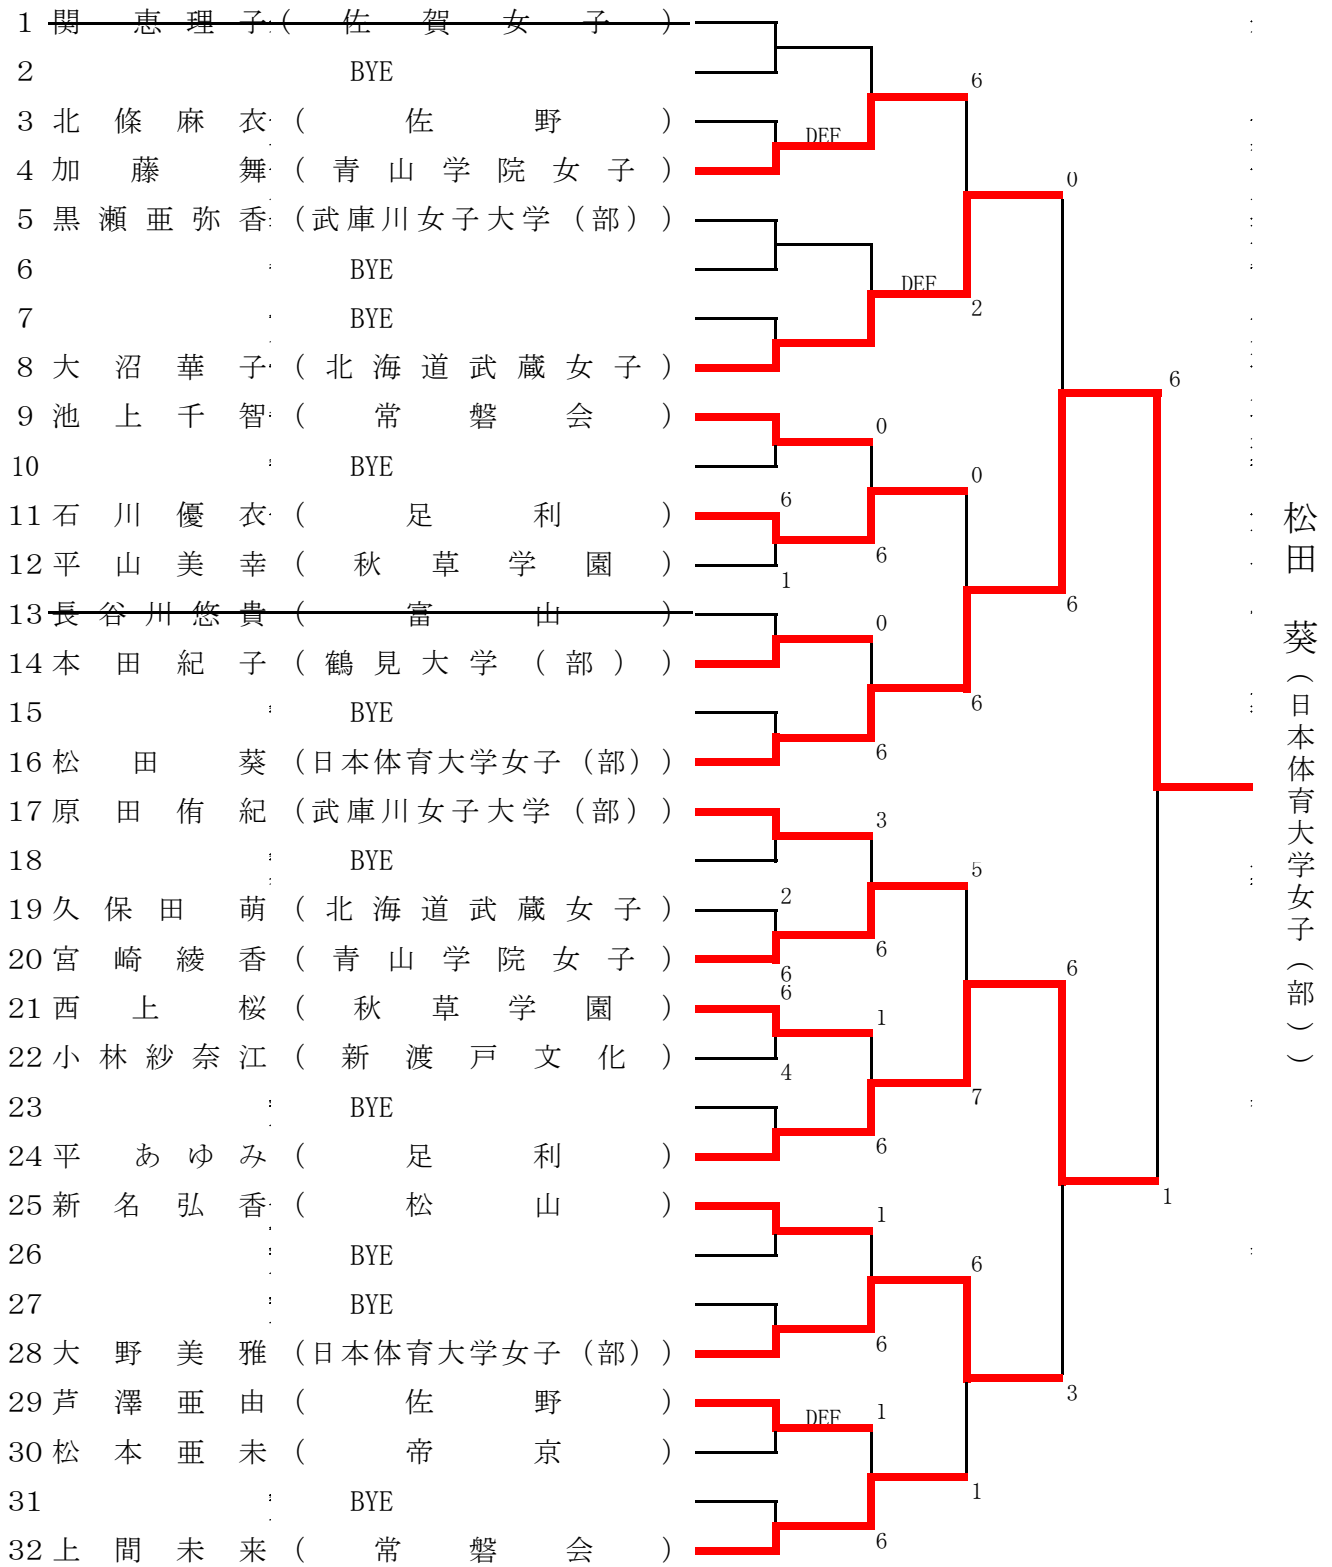 1 関 恵 理 子 ( 佐 賀 女 子 )
2 BYE
3 北 條 麻 衣 ( 佐 野 )
4 加 藤 舞 ( 青 山 学 院 女 子 )
5 黒 瀬 亜 弥 香 (武庫川女子大学(部))
6 BYE
7 BYE
8 大 沼 華 子 ( 北 海 道 武 蔵 女 子 )
9 池 上 千 智 ( 常 磐 会 )
10 BYE
11 石 川 優 衣 ( 足 利 )
12 平 山 美 幸 ( 秋 草 学 園 )
13 長 谷 川 悠 貴 ( 富 山 )
14 本 田 紀 子 ( 鶴 見 大 学 ( 部 ) )
15 BYE
16 松 田 葵 (日本体育大学女子(部))
17 原 田 侑 紀 (武庫川女子大学(部))
18 BYE
19 久 保 田 萌 ( 北 海 道 武 蔵 女 子 )
20 宮 崎 綾 香 ( 青 山 学 院 女 子 )
21 西 上 桜 ( 秋 草 学 園 )
22 小 林 紗 奈 江 ( 新 渡 戸 文 化 )
23 BYE
24 平 あ ゆ み ( 足 利 )
25 新 名 弘 香 ( 松 山 )
26 BYE
27 BYE
28 大 野 美 雅 (日本体育大学女子(部))
29 芦 澤 亜 由 ( 佐 野 )
30 松 本 亜 未 ( 帝 京 )
31 BYE
32 上 間 未 来 ( 常 磐 会 )
6
1
2
6
6
4
DEF
DEF
0
6
0
6
3
6
1
6
1
6
1
6
DEF
6
2
0
6
5
7
6
1
0
6
6
3
6
1
松田 葵(日本体育大学女子(部))